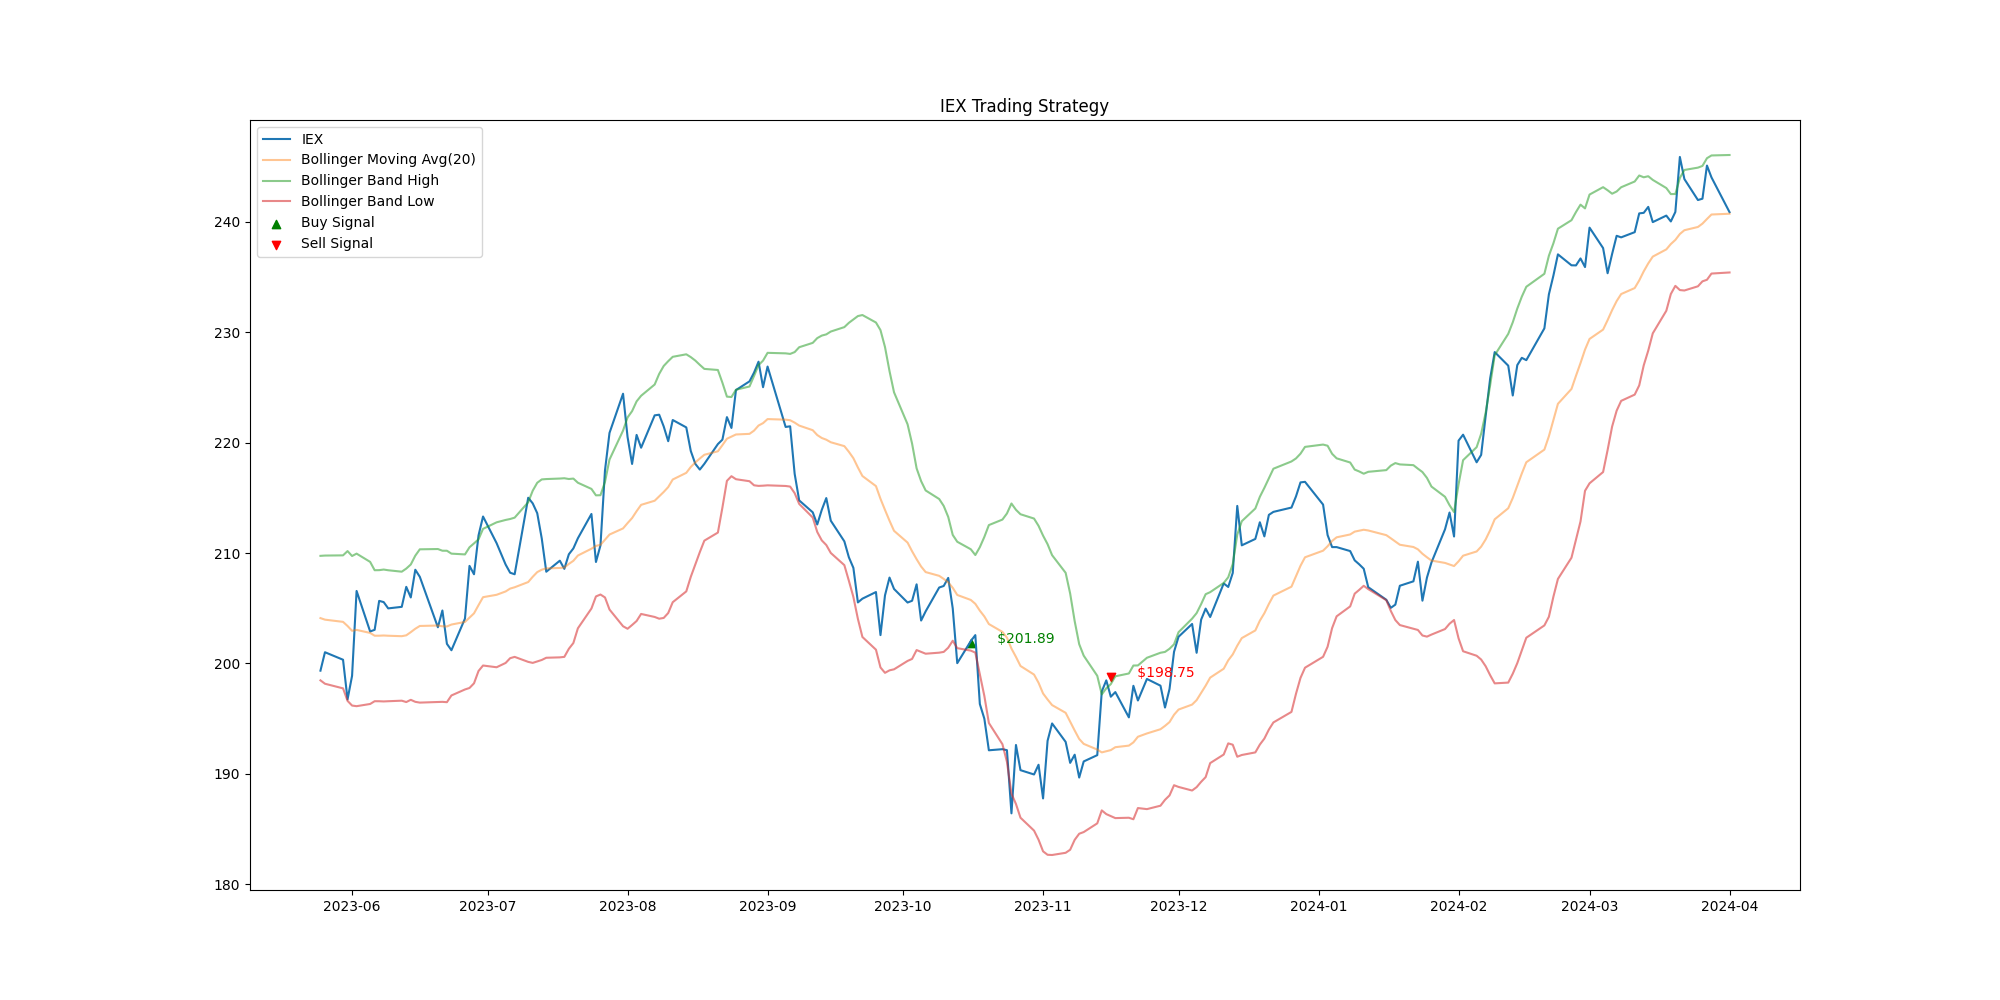 IEX Trading Strategy
IEX
Bollinger Moving Avg(20)
Bollinger Band High
Bollinger Band Low
Buy Signal
Sell Signal
240
230
220
210
200
190
180
$201.89
$198.75
2023-06 2023-07 2023-08 2023-09 2023-10 2023-11 2023-12 2024-01 2024-02 2024-03 2024-04